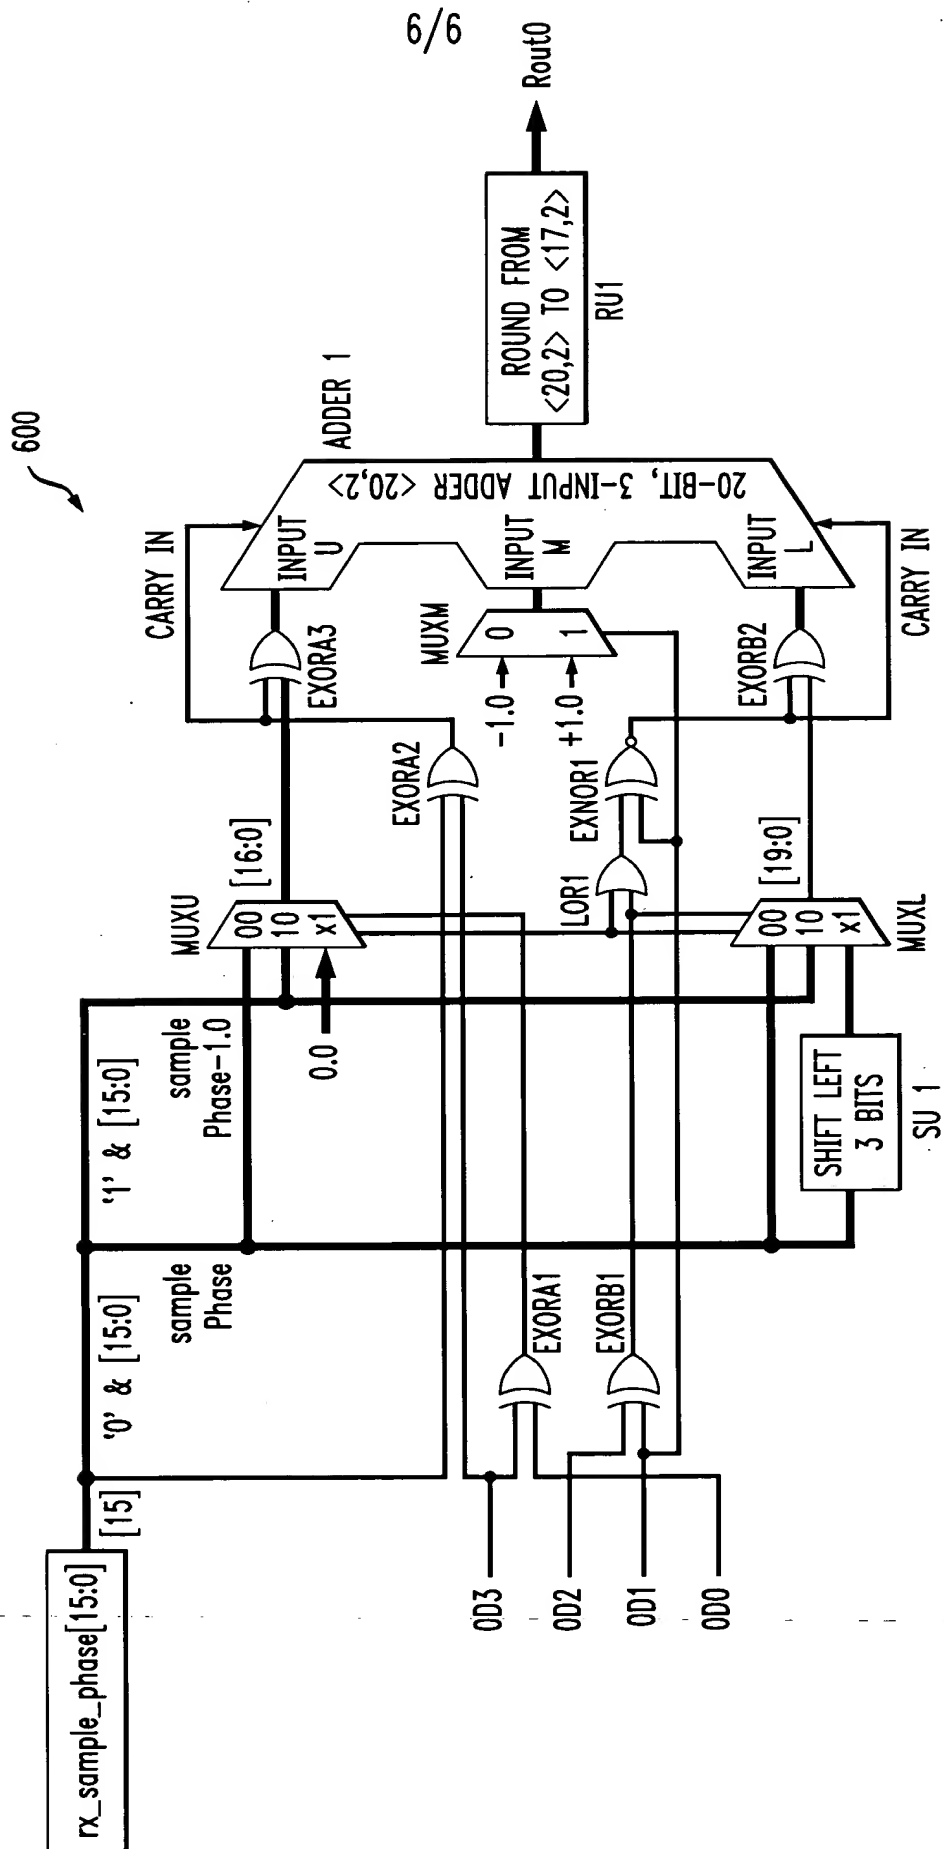 9/9
600
rx_sample_phase[15:0]
[15]
'0' & [15:0]
sample
Phase
'1' & [15:0]
sample
Phase-1.0
0.0
MUXU
00
10
x1
[16:0]
CARRY IN
EXORA3
INPUT
U
ADDER 1
20-BIT, 3-INPUT ADDER <20,2>
ROUND FROM
<20,2> TO <17,2>
RU1
Rout0
EXORA2
MUXM
-1.0
0
+1.0
1
INPUT
M
OD3
OD2
OD1
OD0
EXORA1
EXORB1
LOR1
EXNOR1
EXORB2
INPUT
L
CARRY IN
SHIFT LEFT
3 BITS
SU 1
00
10
x1
MUXL
[19:0]